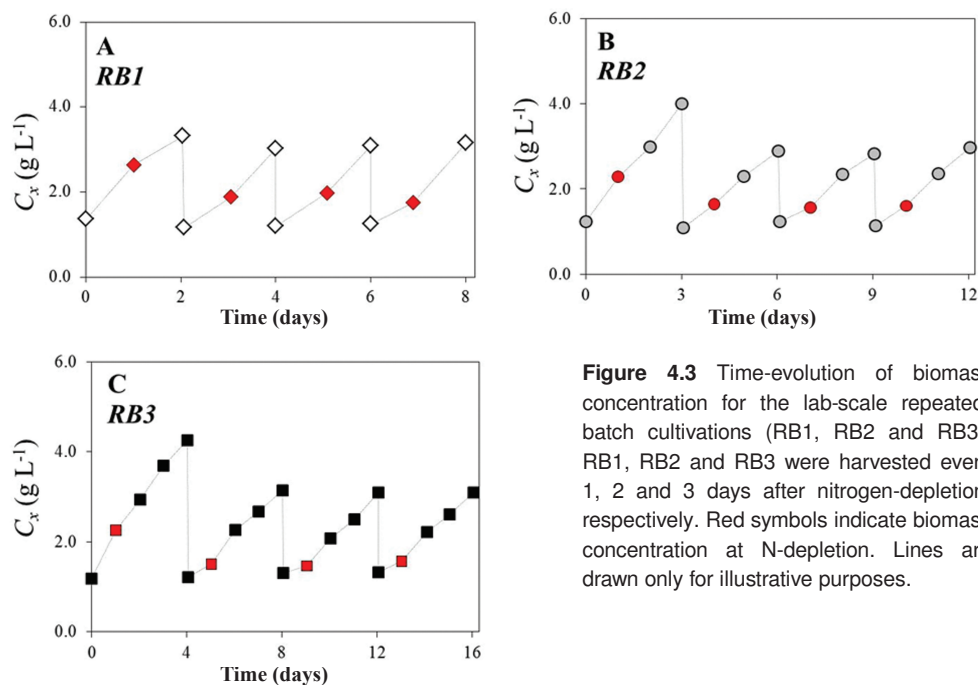 6.0
4.0
2.0
0.0
A
RB1
Cₓ (g L⁻¹)
0
2
4
6
8
Time (days)
6.0
4.0
2.0
0.0
B
RB2
Cₓ (g L⁻¹)
0
3
6
9
12
Time (days)
6.0
4.0
2.0
0.0
C
RB3
Cₓ (g L⁻¹)
0
4
8
12
16
Time (days)
Figure 4.3 Time-evolution of biomas
concentration for the lab-scale repeated
batch cultivations (RB1, RB2 and RB3
RB1, RB2 and RB3 were harvested ever
1, 2 and 3 days after nitrogen-depletion
respectively. Red symbols indicate biomas
concentration at N-depletion. Lines ar
drawn only for illustrative purposes.